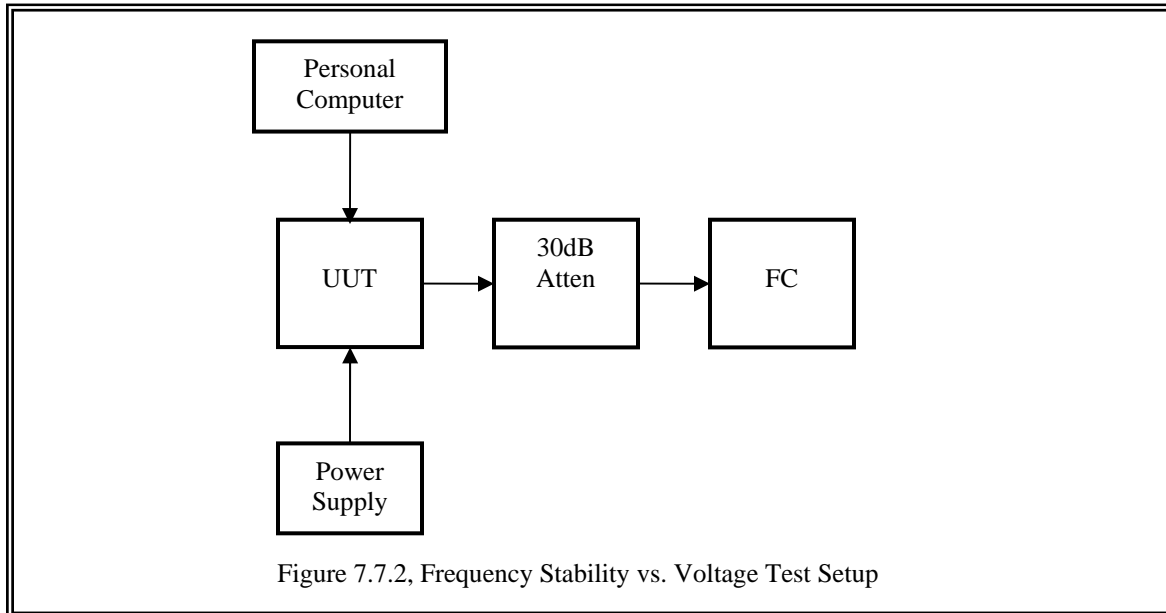 Personal
Computer
UUT
30dB
Atten
FC
Power
Supply
Figure 7.7.2, Frequency Stability vs. Voltage Test Setup